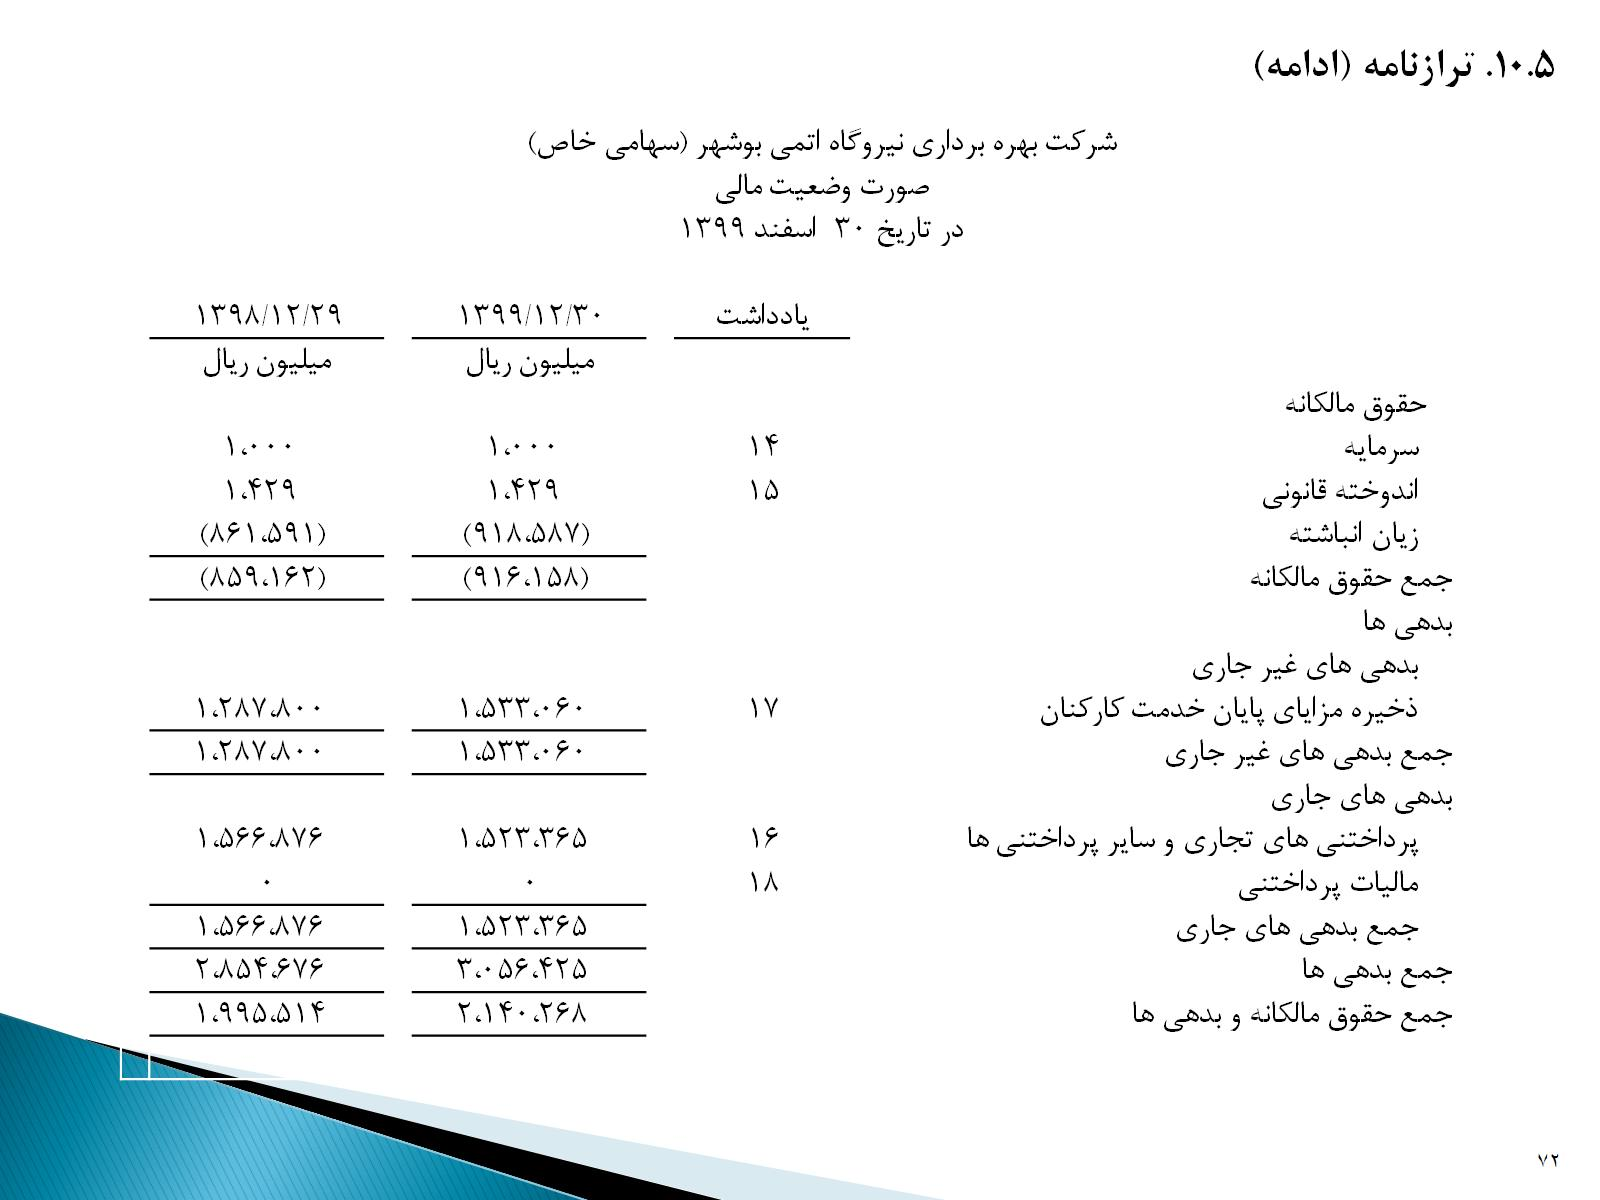 ۱۰.۵. ترازنامه (ادامه)
شرکت بهره برداری نیروگاه اتمی بوشهر (سهامی خاص)
صورت وضعیت مالی
در تاریخ ۳۰ اسفند ۱۳۹۹
یادداشت ۱۳۹۹/۱۲/۳۰ ۱۳۹۸/۱۲/۲۹
میلیون ریال میلیون ریال
حقوق مالکانه
سرمایه ۱۴ ۱،۰۰۰ ۱،۰۰۰
اندوخته قانونی ۱۵ ۱،۴۲۹ ۱،۴۲۹
زیان انباشته (۹۱۸،۵۸۷) (۸۶۱،۵۹۱)
جمع حقوق مالکانه (۹۱۶،۱۵۸) (۸۵۹،۱۶۲)
بدهی ها
بدهی های غیر جاری
ذخیره مزایای پایان خدمت کارکنان ۱۷ ۱،۵۳۳،۰۶۰ ۱،۲۸۷،۸۰۰
جمع بدهی های غیر جاری ۱،۵۳۳،۰۶۰ ۱،۲۸۷،۸۰۰
بدهی های جاری
پرداختنی های تجاری و سایر پرداختنی ها ۱۶ ۱،۵۲۳،۳۶۵ ۱،۵۶۶،۸۷۶
مالیات پرداختنی ۱۸ ۰ ۰
جمع بدهی های جاری ۱،۵۲۳،۳۶۵ ۱،۵۶۶،۸۷۶
جمع بدهی ها ۳،۰۵۶،۴۲۵ ۲،۸۵۴،۶۷۶
جمع حقوق مالکانه و بدهی ها ۲،۱۴۰،۲۶۸ ۱،۹۹۵،۵۱۴
۷۲